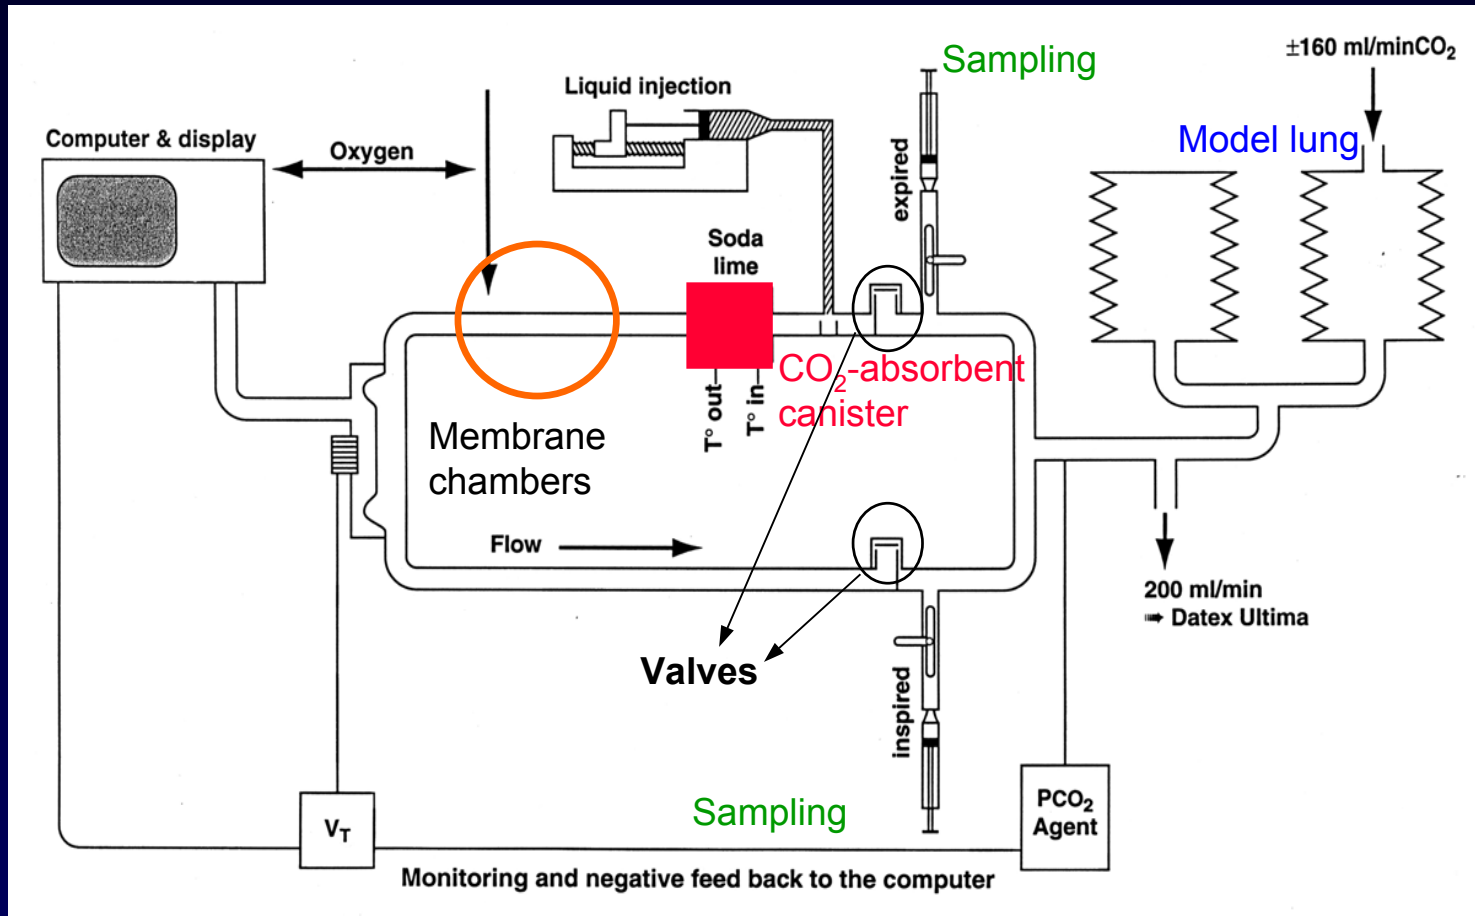 Sampling
±160 ml/minCO₂
Liquid injection
Computer & display
Oxygen
expired
Model lung
Soda
lime
CO₂-absorbent
canister
T° out
T° in
Membrane
chambers
Flow
200 ml/min
➠ Datex Ultima
Valves
inspired
Sampling
PCO₂
Agent
V_T
Monitoring and negative feed back to the computer